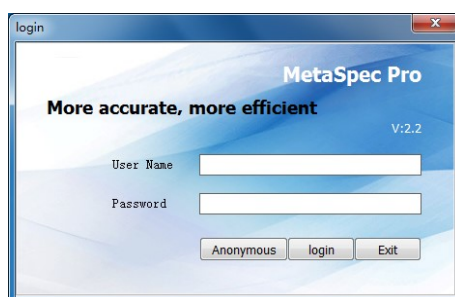 login
MetaSpec Pro
More accurate, more efficient
V:2.2
User Name
Password
Anonymous login Exit